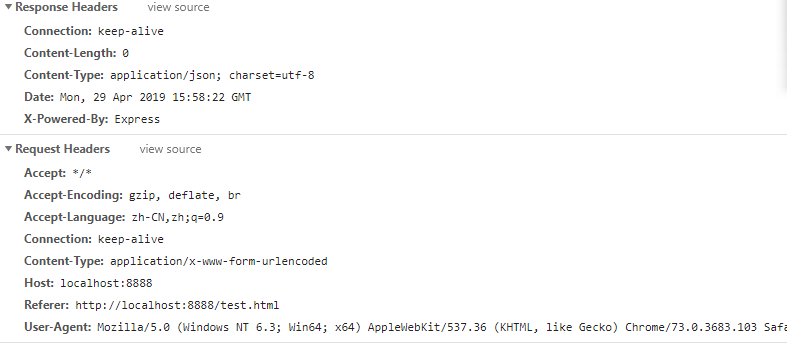 Response Headers view source
Connection: keep-alive
Content-Length: 0
Content-Type: application/json; charset=utf-8
Date: Mon, 29 Apr 2019 15:58:22 GMT
X-Powered-By: Express
Request Headers view source
Accept: */*
Accept-Encoding: gzip, deflate, br
Accept-Language: zh-CN,zh;q=0.9
Connection: keep-alive
Content-Type: application/x-www-form-urlencoded
Host: localhost:8888
Referer: http://localhost:8888/test.html
User-Agent: Mozilla/5.0 (Windows NT 6.3; Win64; x64) AppleWebKit/537.36 (KHTML, like Gecko) Chrome/73.0.3683.103 Safa